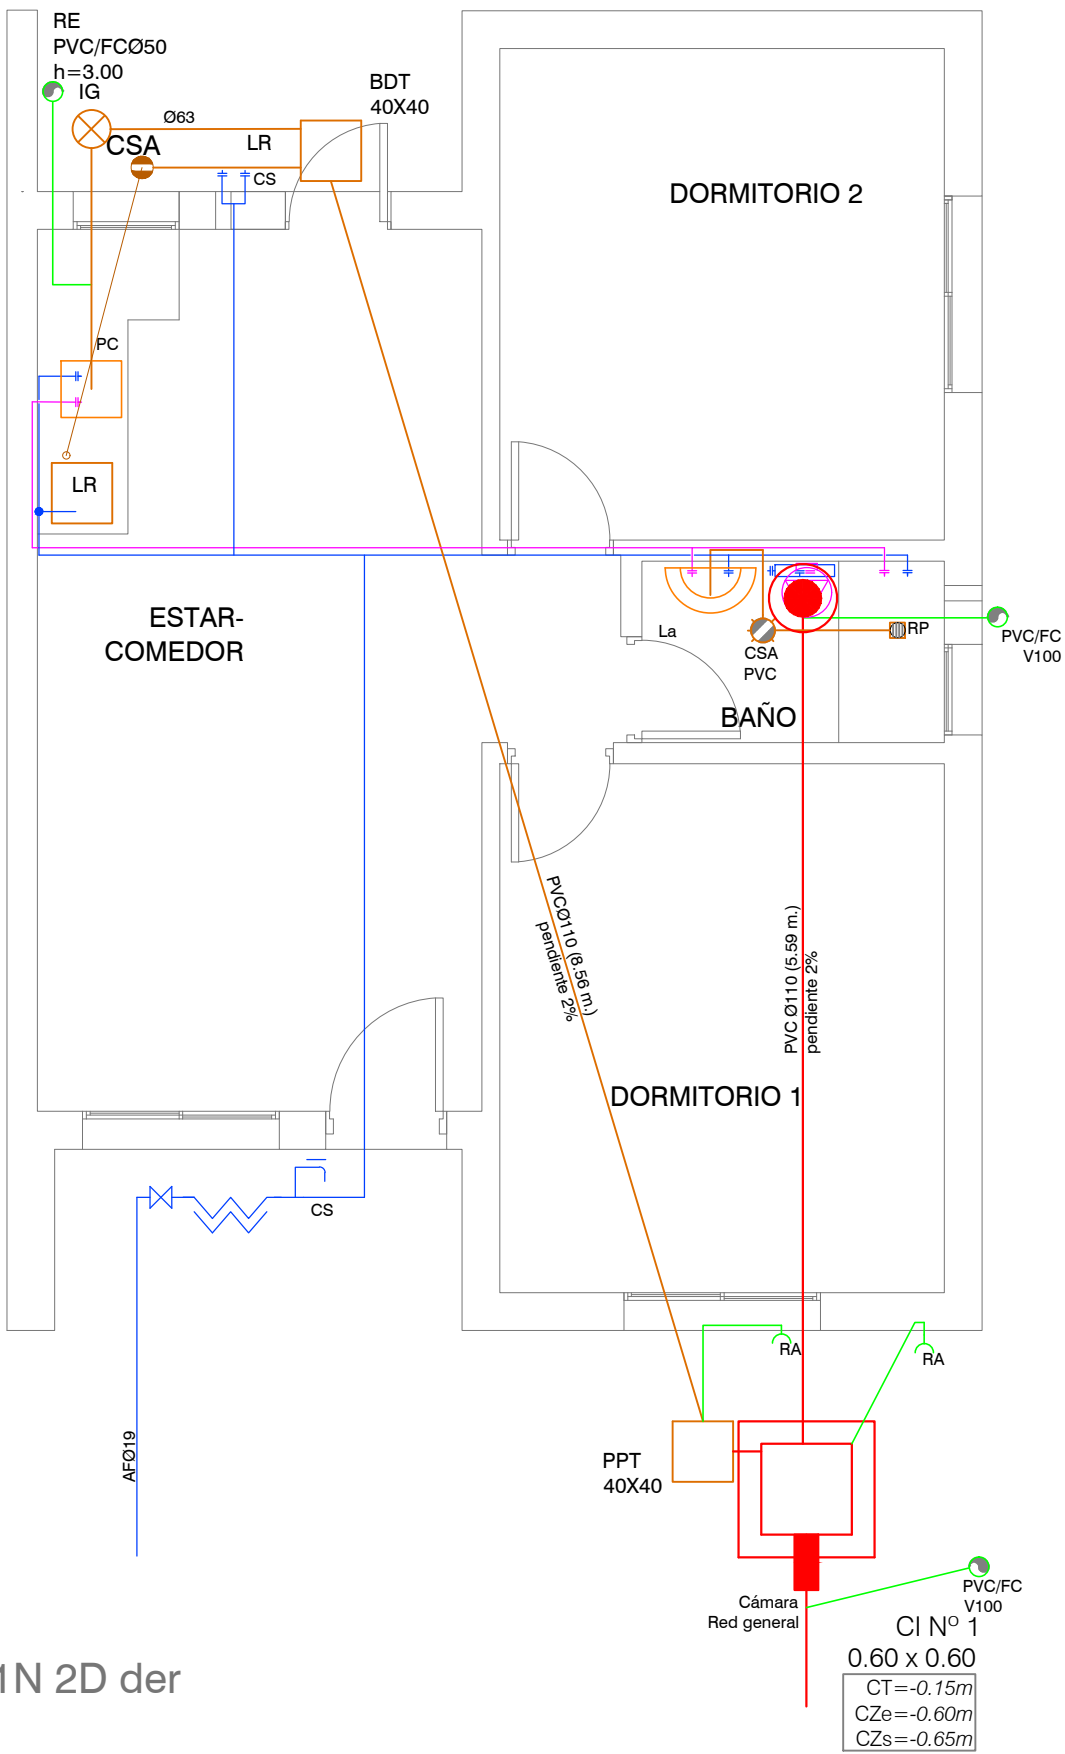 RE
PVC/FCØ50
h=3.00
IG
BDT
40X40
Ø63
CSA
LR
CS
DORMITORIO 2
PC
LR
ESTAR-
COMEDOR
La
CSA
PVC
RP
PVC/FC
V100
BAÑO
PVCØ110 (8.56 m.)
pendiente 2%
PVC Ø110 (5.59 m.)
pendiente 2%
DORMITORIO 1
CS
RA
RA
AFØ19
PPT
40X40
Cámara
Red general
PVC/FC
V100
CI Nº 1
0.60 x 0.60
CT=-0.15m
CZe=-0.60m
CZs=-0.65m
1N 2D der